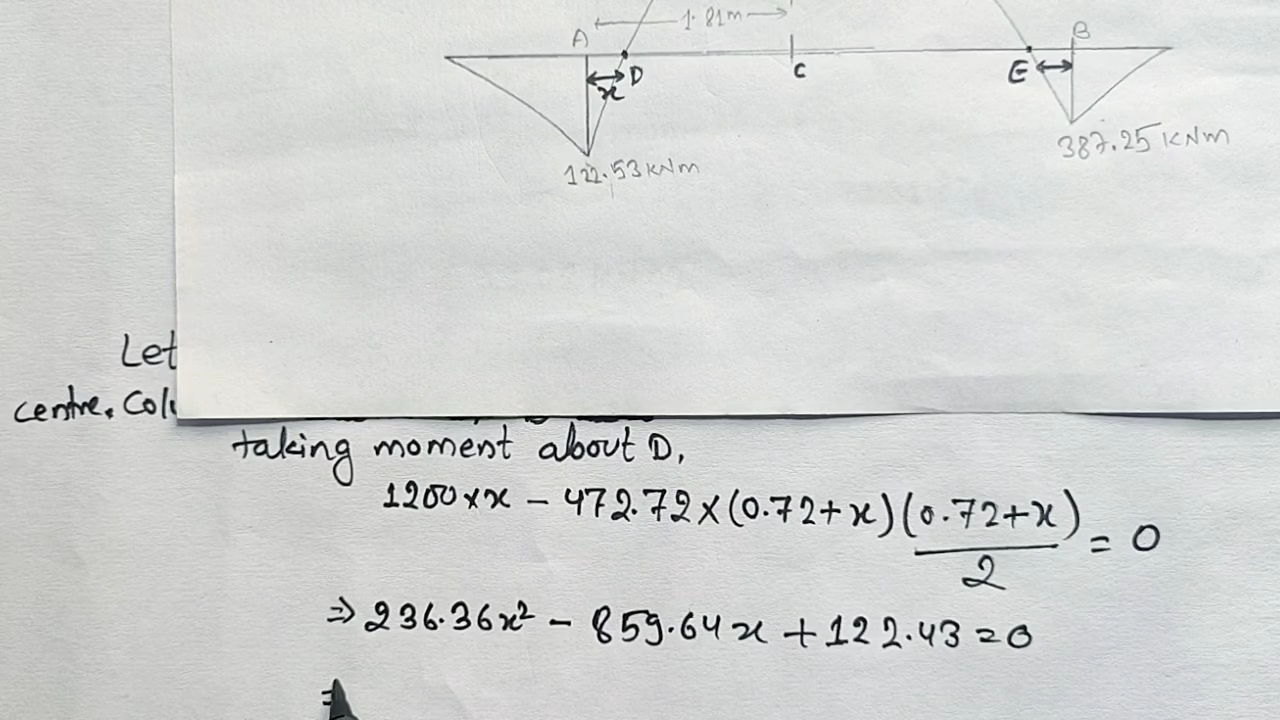 1.81m
A B
D C E
x
122.53 kNm 387.25 kNm
Let
centre. Col
taking moment about D,
1200 × x - 472.72 × (0.72 + x) (0.72 + x)/2 = 0
⇒ 236.36x² - 859.64x + 122.43 = 0